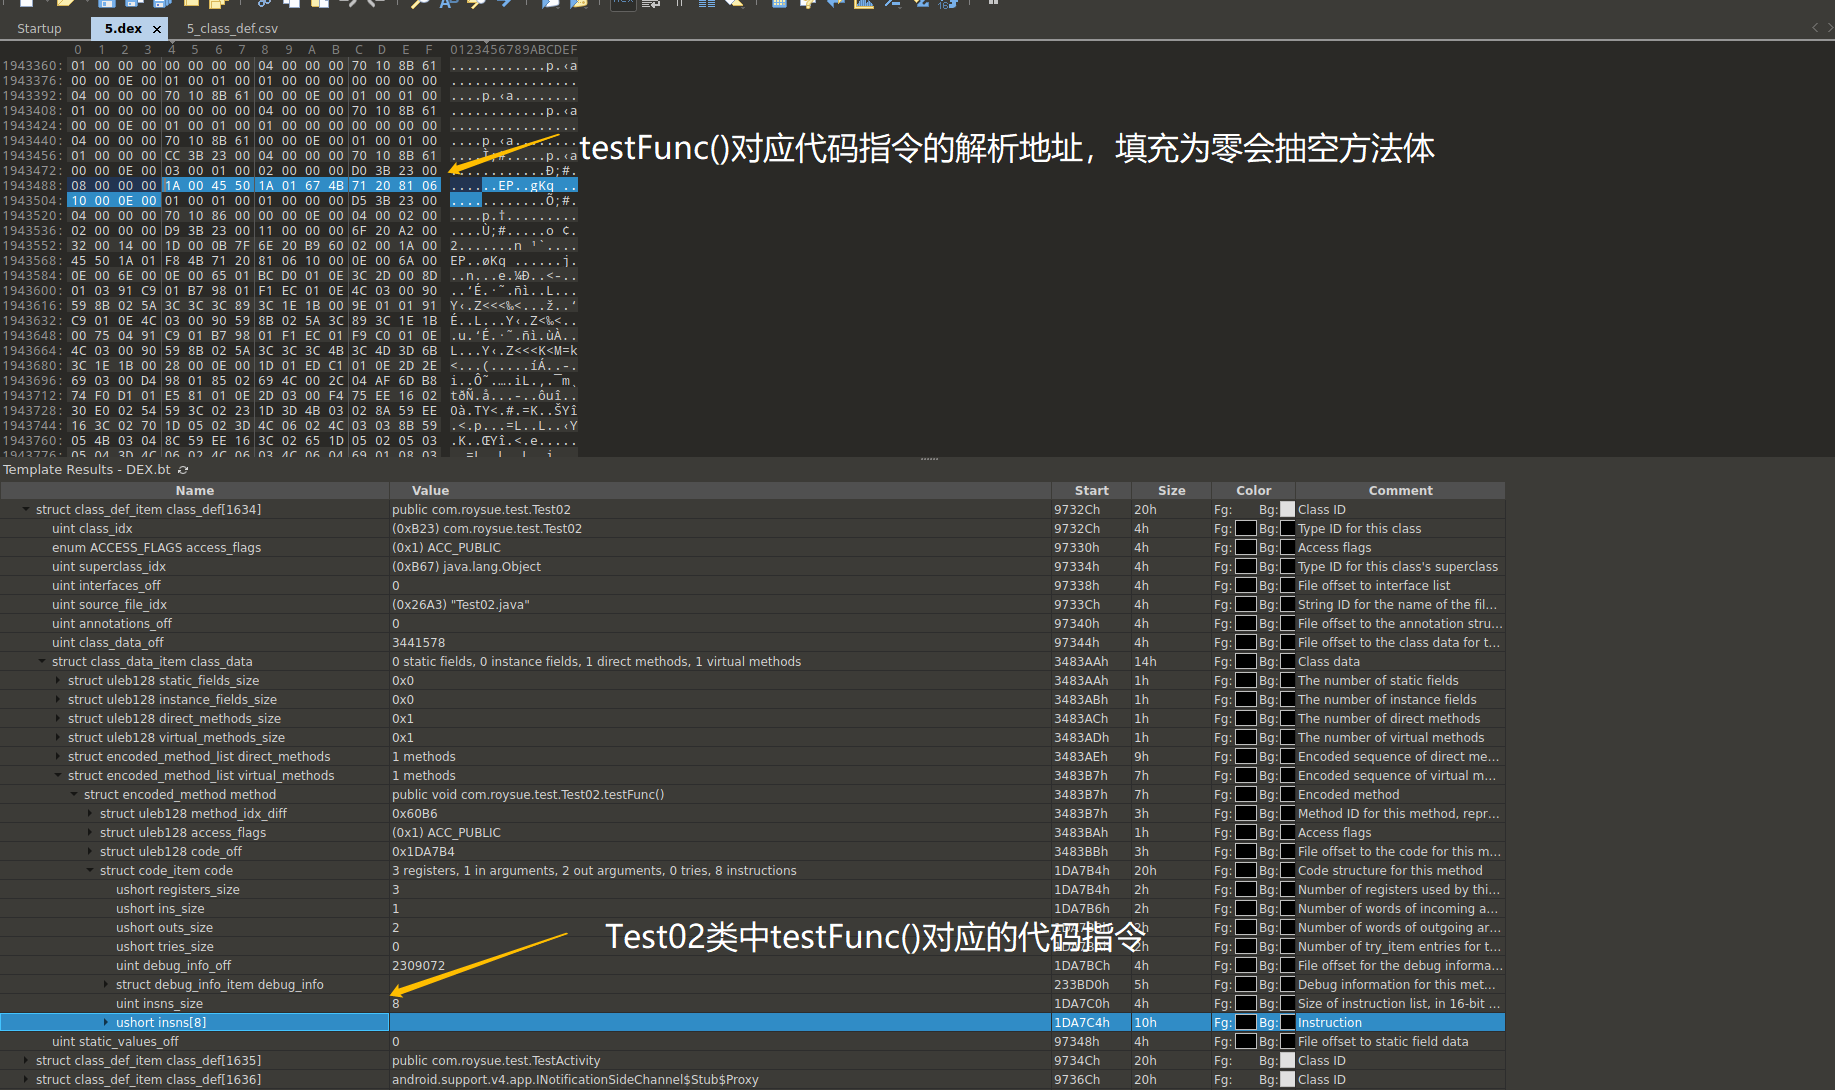 Startup 5.dex × 5_class_def.csv
0 1 2 3 4 5 6 7 8 9 A B C D E F 0123456789ABCDEF
1943360: 01 00 00 00 00 00 00 00 04 00 00 00 70 10 8B 61 ............p.‹a
1943376: 00 00 0E 00 01 00 01 00 01 00 00 00 00 00 00 00 ................
1943392: 04 00 00 00 70 10 8B 61 00 00 0E 00 01 00 01 00 ....p.‹a........
1943408: 01 00 00 00 00 00 00 00 04 00 00 00 70 10 8B 61 ............p.‹a
1943424: 00 00 0E 00 01 00 01 00 01 00 00 00 00 00 00 00 ................
1943440: 04 00 00 00 70 10 8B 61 00 00 0E 00 01 00 01 00 ....p.‹a........
testFunc()对应代码指令的解析地址，填充为零会抽空方法体
1943456: 01 00 00 00 CC 3B 23 00 04 00 00 00 70 10 8B 61 ....Ì;#.....p.‹a
1943472: 00 00 0E 00 03 00 01 00 02 00 00 00 D0 3B 23 00 ............Ð;#.
1943488: 08 00 00 00 1A 00 45 50 1A 01 67 4B 71 20 81 06 ......EP..gKq ..
1943504: 10 00 0E 00 01 00 01 00 01 00 00 00 D5 3B 23 00 ............Õ;#.
1943520: 04 00 00 00 70 10 86 00 00 00 0E 00 04 00 02 00 ....p.†.........
1943536: 02 00 00 00 D9 3B 23 00 11 00 00 00 6F 20 A2 00 ....Ù;#.....o ¢.
1943552: 32 00 14 00 1D 00 0B 7F 6E 20 B9 60 02 00 1A 00 2.......n ¹`....
1943568: 45 50 1A 01 F8 4B 71 20 81 06 10 00 0E 00 6A 00 EP..øKq ......j.
1943584: 0E 00 6E 00 0E 00 65 01 BC D0 01 0E 3C 2D 00 8D ..n...e.¼Ð..<-..
1943600: 01 03 91 C9 01 B7 98 01 F1 EC 01 0E 4C 03 00 90 ..‘É.·˜.ñì..L...
1943616: 59 8B 02 5A 3C 3C 3C 89 3C 1E 1B 00 9E 01 01 91 Y‹.Z<<<‰<...ž..‘
1943632: C9 01 0E 4C 03 00 90 59 8B 02 5A 3C 89 3C 1E 1B É..L...Y‹.Z<‰<..
1943648: 00 75 04 91 C9 01 B7 98 01 F1 EC 01 F9 C0 01 0E .u.‘É.·˜.ñì.ùÀ..
1943664: 4C 03 00 90 59 8B 02 5A 3C 3C 3C 4B 3C 4D 3D 6B L...Y‹.Z<<<K<M=k
1943680: 3C 1E 1B 00 28 00 0E 00 1D 01 ED C1 01 0E 2D 2E <...(.....íÁ..-.
1943696: 69 03 00 D4 98 01 85 02 69 4C 00 2C 04 AF 6D B8 i..Ô˜.….iL.,.¯m¸
1943712: 74 F0 D1 01 E5 81 01 0E 2D 03 00 F4 75 EE 16 02 tðÑ.å...-..ôuî..
1943728: 30 E0 02 54 59 3C 02 23 1D 3D 4B 03 02 8A 59 EE 0à.TY<.#.=K..ŠYî
1943744: 16 3C 02 70 1D 05 02 3D 4C 06 02 4C 03 03 8B 59 .<.p...=L..L..‹Y
1943760: 05 4B 03 04 8C 59 EE 16 3C 02 65 1D 05 02 05 03 .K..ŒYî.<.e.....
1943776: 05 04 3D 4C 06 02 4C 06 03 4C 06 04 69 01 08 03 ..=L..L..L..i...
Template Results - DEX.bt
Name Value Start Size Color Comment
struct class_def_item class_def[1634] public com.roysue.test.Test02 9732Ch 20h Fg: Bg: Class ID
uint class_idx (0xB23) com.roysue.test.Test02 9732Ch 4h Fg: Bg: Type ID for this class
enum ACCESS_FLAGS access_flags (0x1) ACC_PUBLIC 97330h 4h Fg: Bg: Access flags
uint superclass_idx (0xB67) java.lang.Object 97334h 4h Fg: Bg: Type ID for this class's superclass
uint interfaces_off 0 97338h 4h Fg: Bg: File offset to interface list
uint source_file_idx (0x26A3) "Test02.java" 9733Ch 4h Fg: Bg: String ID for the name of the fil...
uint annotations_off 0 97340h 4h Fg: Bg: File offset to the annotation stru...
uint class_data_off 3441578 97344h 4h Fg: Bg: File offset to the class data for t...
struct class_data_item class_data 0 static fields, 0 instance fields, 1 direct methods, 1 virtual methods 3483AAh 14h Fg: Bg: Class data
struct uleb128 static_fields_size 0x0 3483AAh 1h Fg: Bg: The number of static fields
struct uleb128 instance_fields_size 0x0 3483ABh 1h Fg: Bg: The number of instance fields
struct uleb128 direct_methods_size 0x1 3483ACh 1h Fg: Bg: The number of direct methods
struct uleb128 virtual_methods_size 0x1 3483ADh 1h Fg: Bg: The number of virtual methods
struct encoded_method_list direct_methods 1 methods 3483AEh 9h Fg: Bg: Encoded sequence of direct me...
struct encoded_method_list virtual_methods 1 methods 3483B7h 7h Fg: Bg: Encoded sequence of virtual m...
struct encoded_method method public void com.roysue.test.Test02.testFunc() 3483B7h 7h Fg: Bg: Encoded method
struct uleb128 method_idx_diff 0x60B6 3483B7h 3h Fg: Bg: Method ID for this method, repr...
struct uleb128 access_flags (0x1) ACC_PUBLIC 3483BAh 1h Fg: Bg: Access flags
struct uleb128 code_off 0x1DA7B4 3483BBh 3h Fg: Bg: File offset to the code for this m...
struct code_item code 3 registers, 1 in arguments, 2 out arguments, 0 tries, 8 instructions 1DA7B4h 20h Fg: Bg: Code structure for this method
ushort registers_size 3 1DA7B4h 2h Fg: Bg: Number of registers used by thi...
ushort ins_size 1 1DA7B6h 2h Fg: Bg: Number of words of incoming a...
ushort outs_size 2 2h Fg: Bg: Number of words of outgoing ar...
Test02类中testFunc()对应的代码指令
ushort tries_size 0 2h Fg: Bg: Number of try_item entries for t...
uint debug_info_off 2309072 1DA7BCh 4h Fg: Bg: File offset for the debug informa...
struct debug_info_item debug_info 233BD0h 5h Fg: Bg: Debug information for this met...
uint insns_size 8 1DA7C0h 4h Fg: Bg: Size of instruction list, in 16-bit ...
ushort insns[8] 1DA7C4h 10h Fg: Bg: Instruction
uint static_values_off 0 97348h 4h Fg: Bg: File offset to static field data
struct class_def_item class_def[1635] public com.roysue.test.TestActivity 9734Ch 20h Fg: Bg: Class ID
struct class_def_item class_def[1636] android.support.v4.app.INotificationSideChannel$Stub$Proxy 9736Ch 20h Fg: Bg: Class ID